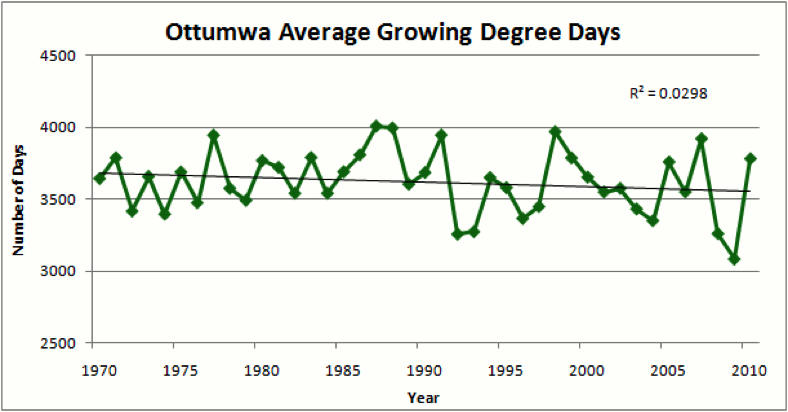 Ottumwa Average Growing Degree Days
4500
R² = 0.0298
4000
3500
3000
2500
Number of Days
1970 1975 1980 1985 1990 1995 2000 2005 2010
Year